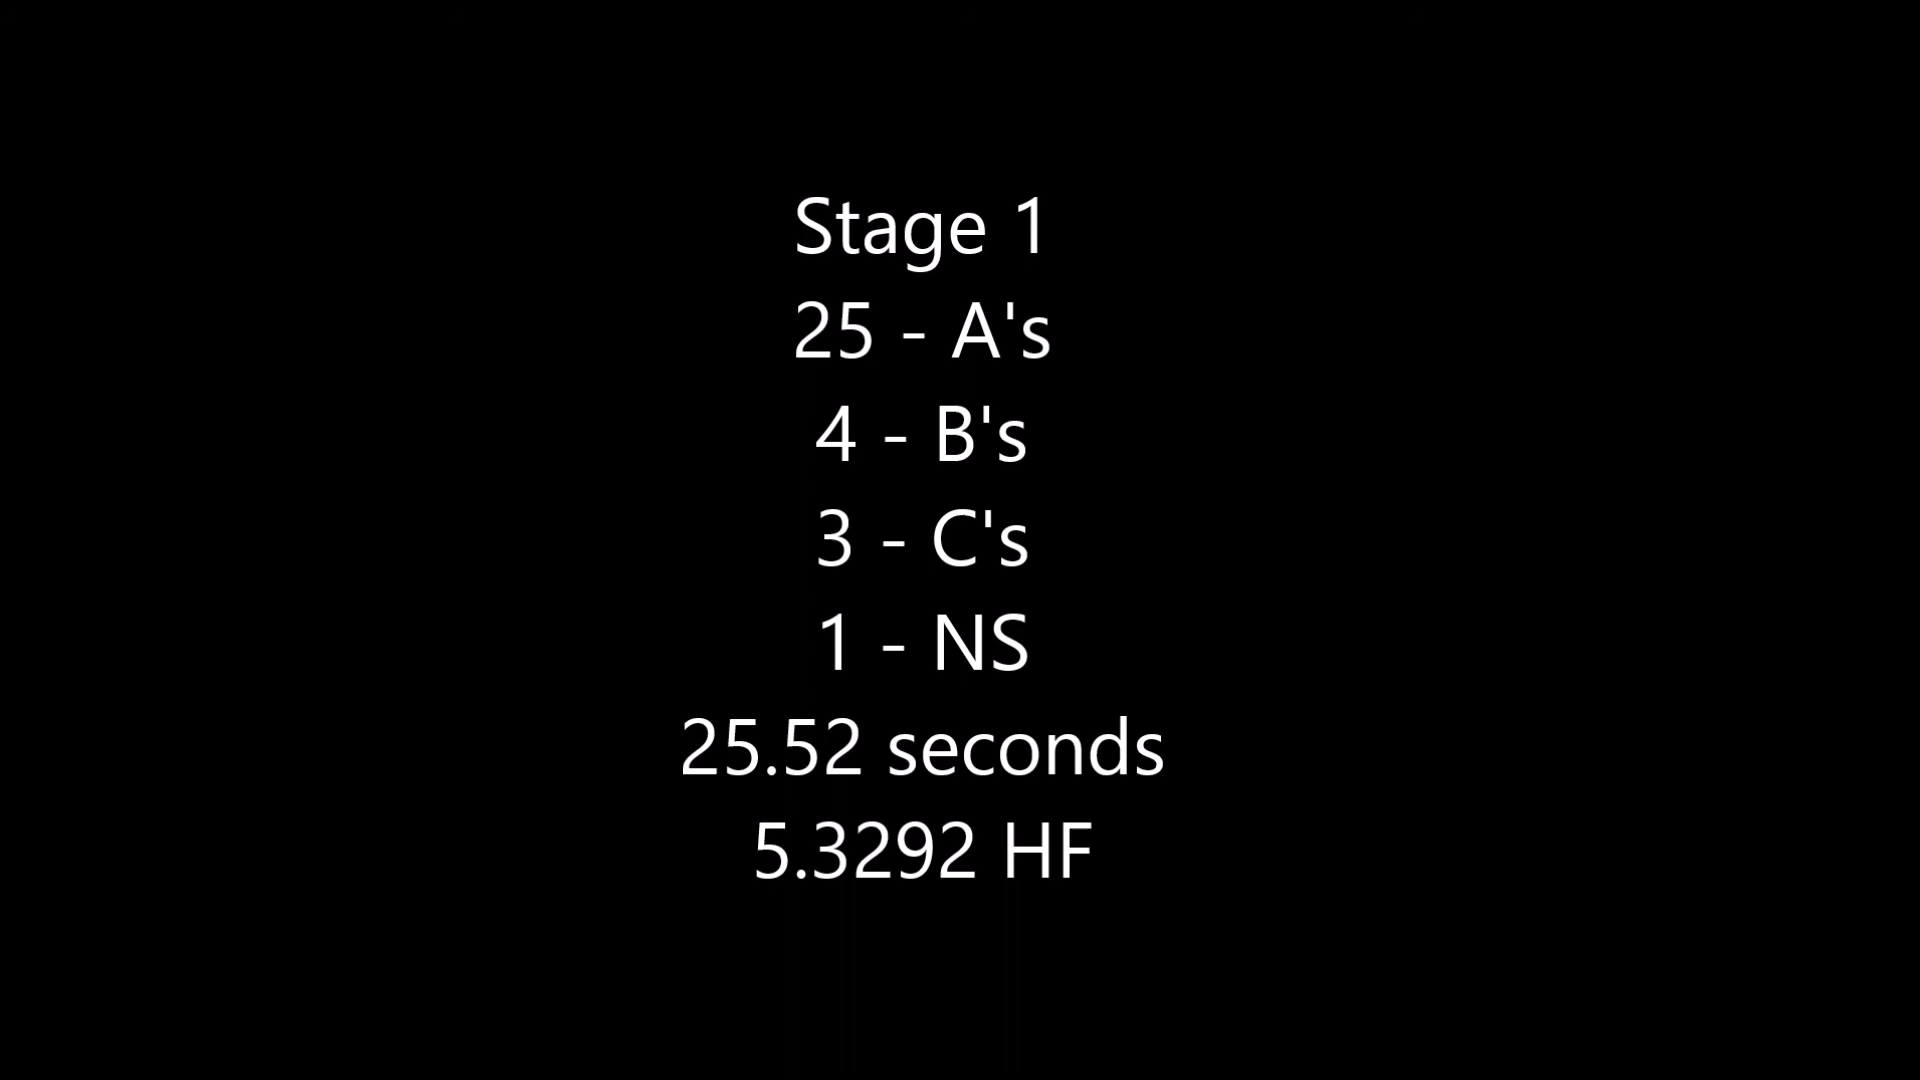 Stage 1
25 - A's
4 - B's
3 - C's
1 - NS
25.52 seconds
5.3292 HF